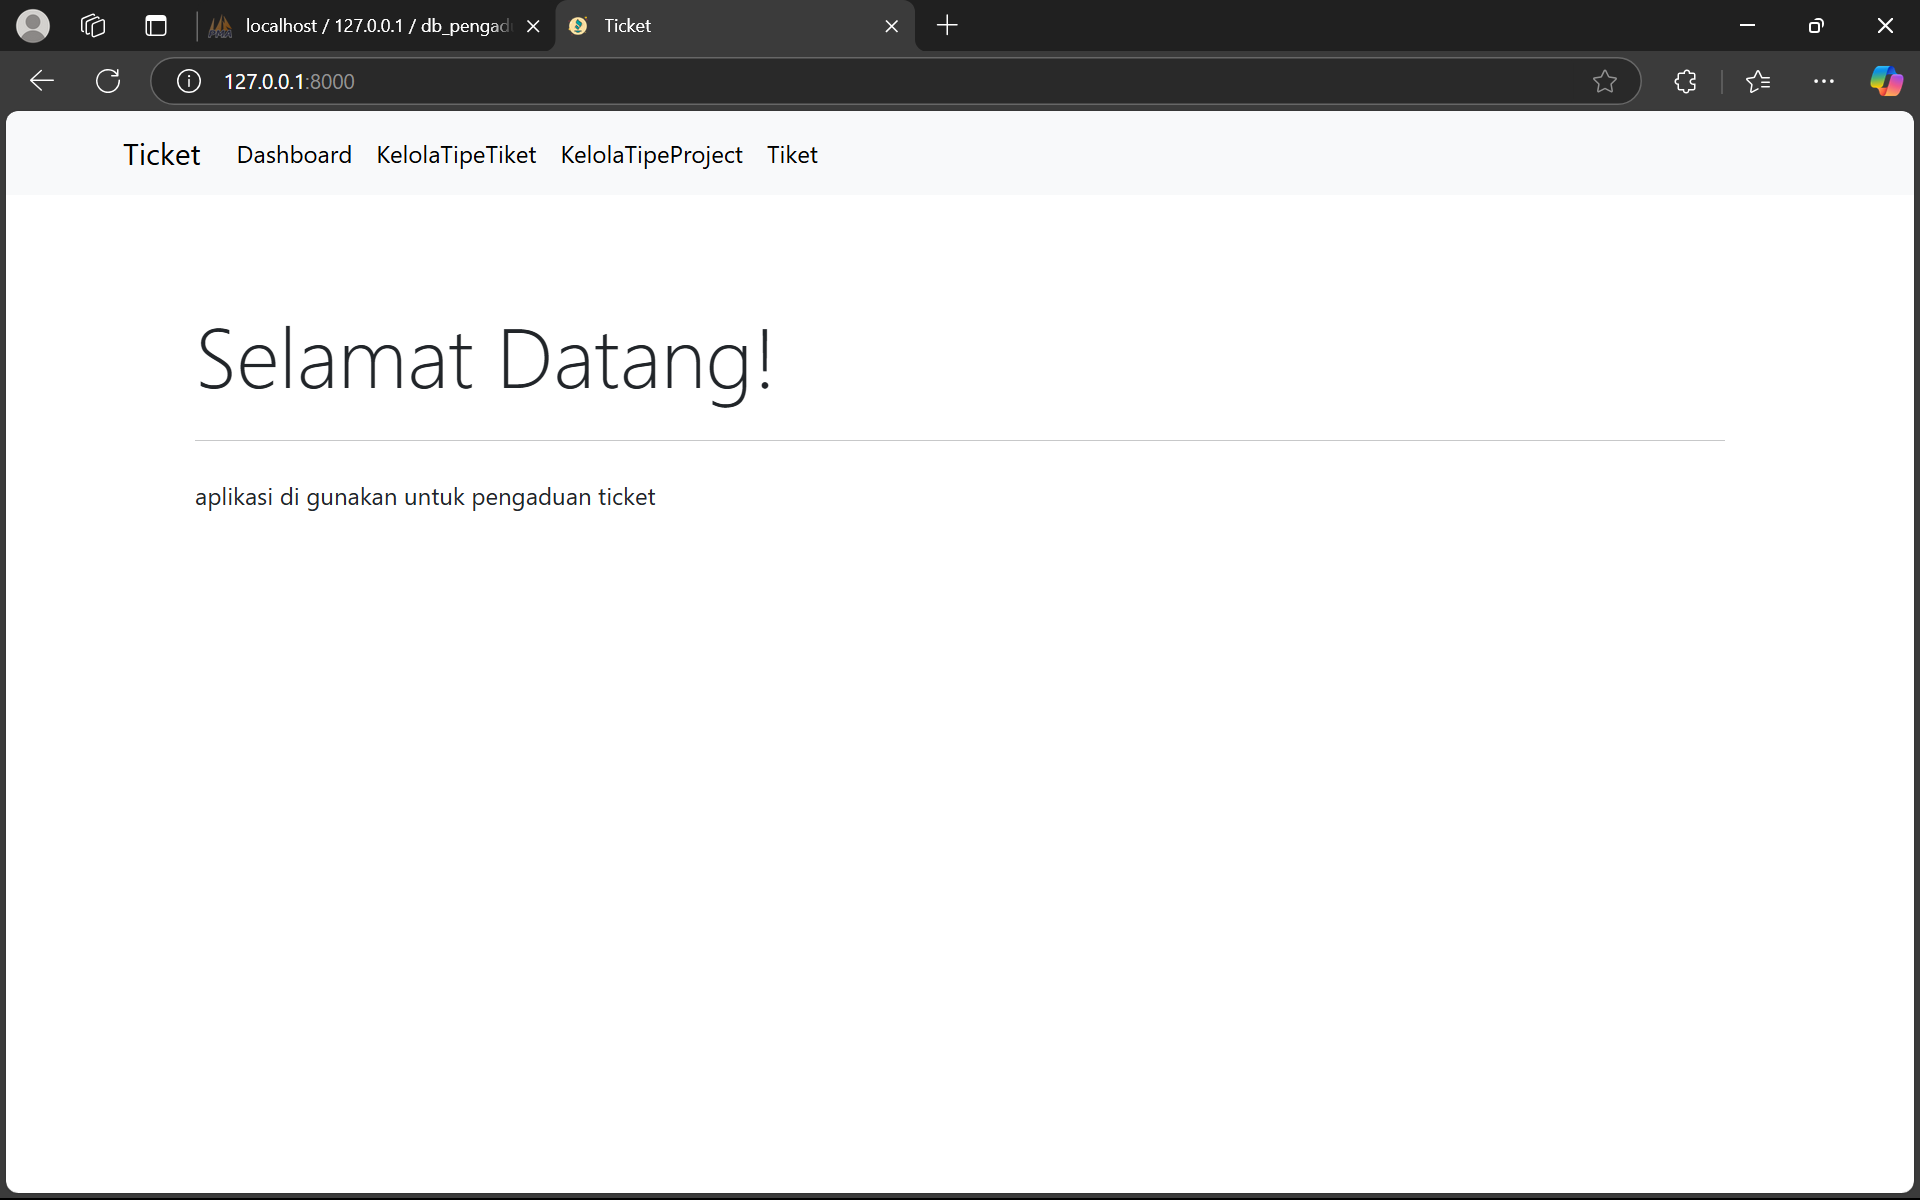 localhost / 127.0.0.1 / db_pengad
Ticket
127.0.0.1:8000
Ticket Dashboard KelolaTipeTiket KelolaTipeProject Tiket
Selamat Datang!
aplikasi di gunakan untuk pengaduan ticket